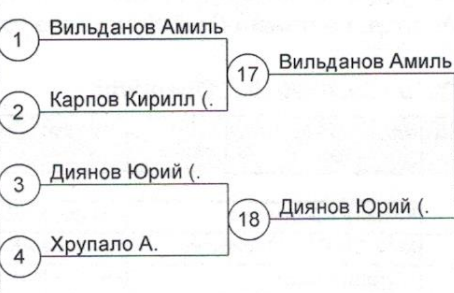 1 Вильданов Амиль
17 Вильданов Амиль
2 Карпов Кирилл (.
3 Диянов Юрий (.
18 Диянов Юрий (.
4 Хрупало А.